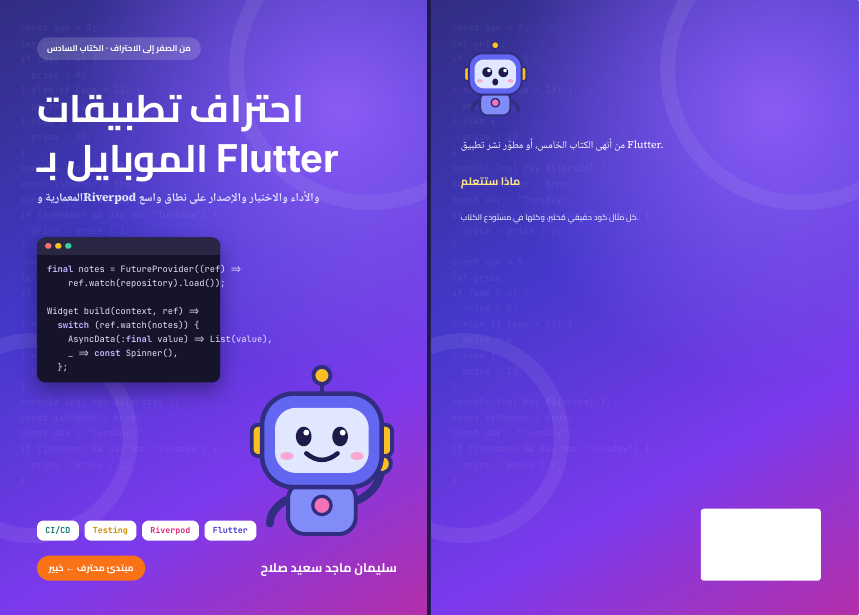 من الصفر إلى الاحتراف · الكتاب السادس
احتراف تطبيقات
الموبايل بـ Flutter
المعمارية و Riverpod والأداء والاختبار والإصدار على نطاق واسع
final notes = FutureProvider((ref) =>
ref.watch(repository).load());
Widget build(context, ref) =>
switch (ref.watch(notes)) {
AsyncData(:final value) => List(value),
_ => const Spinner(),
};
CI/CD
Testing
Riverpod
Flutter
مبتدئ محترف ← خبير
سليمان ماجد سعيد صلاح
من أنهى الكتاب الخامس، أو مطوّر نشر تطبيق Flutter.
ماذا ستتعلم
كل مثال كود حقيقي مُختبر، وكلها في مستودع الكتاب.